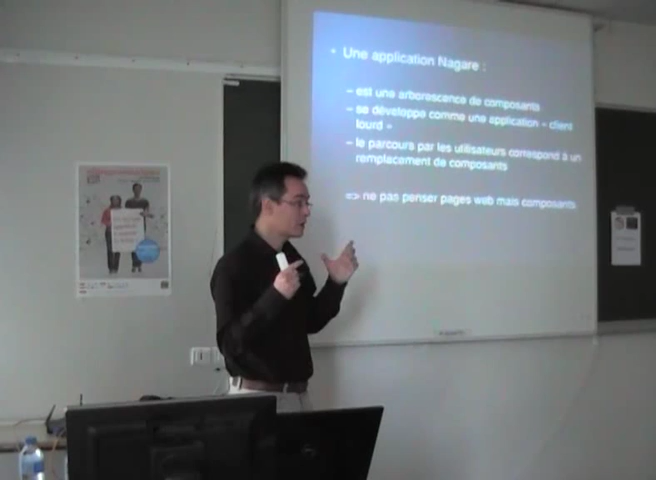 • Une application Nagare :
– est une arborescence de composants
– se développe comme une application « client
lourd »
– le parcours par les utilisateurs correspond à un
remplacement de composants
=> ne pas penser pages web mais composants